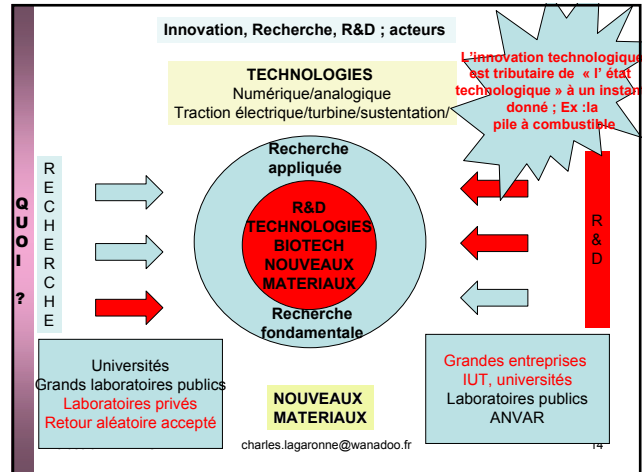 Innovation, Recherche, R&D ; acteurs
L'innovation technologique
est tributaire de « l' état
technologique » à un instant
donné ; Ex :la
pile à combustible
TECHNOLOGIES
Numérique/analogique
Traction électrique/turbine/sustentation/
QUOI ?
RECHERCHE
Recherche
appliquée
R&D
TECHNOLOGIES
BIOTECH
NOUVEAUX
MATERIAUX
Recherche
fondamentale
R&D
Universités
Grands laboratoires publics
Laboratoires privés
Retour aléatoire accepté
NOUVEAUX
MATERIAUX
Grandes entreprises
IUT, universités
Laboratoires publics
ANVAR
charles.lagaronne@wanadoo.fr
14